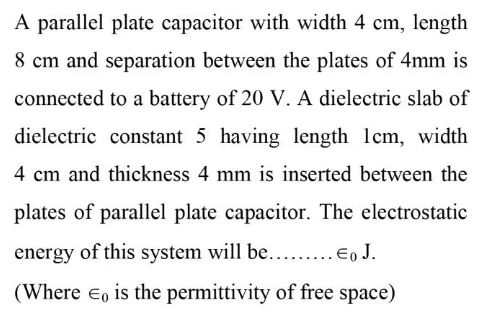 A parallel plate capacitor with width 4 cm, length
8 cm and separation between the plates of 4mm is
connected to a battery of 20 V. A dielectric slab of
dielectric constant 5 having length 1cm, width
4 cm and thickness 4 mm is inserted between the
plates of parallel plate capacitor. The electrostatic
energy of this system will be.........∈₀ J.
(Where ∈₀ is the permittivity of free space)